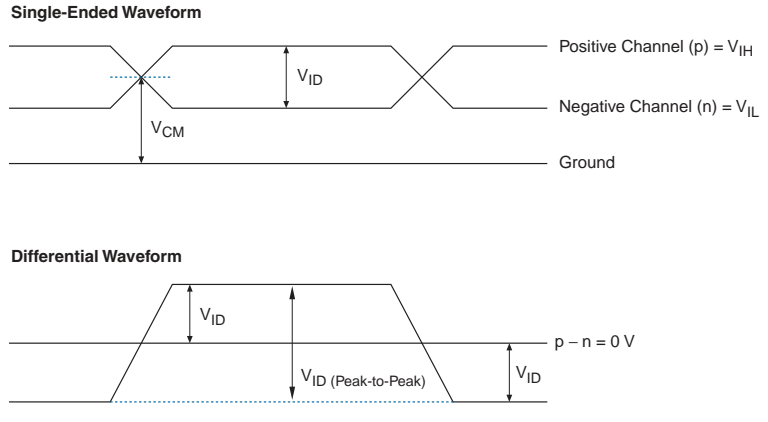 Single-Ended Waveform
Positive Channel (p) = VIH
VID
Negative Channel (n) = VIL
VCM
Ground
Differential Waveform
VID
p – n = 0 V
VID (Peak-to-Peak)
VID